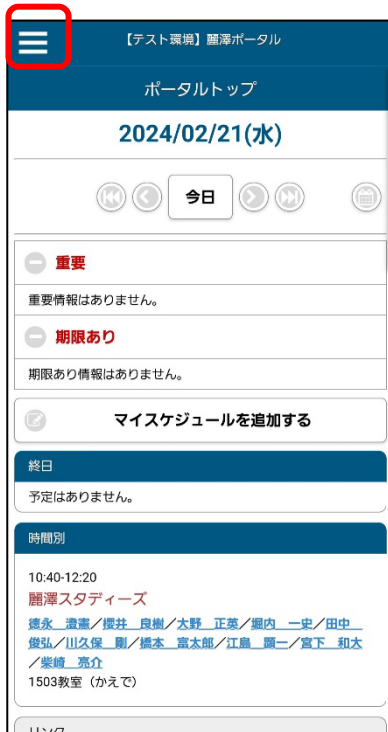 【テスト環境】麗澤ポータル
ポータルトップ
2024/02/21(水)
今日
重要
重要情報はありません。
期限あり
期限あり情報はありません。
マイスケジュールを追加する
終日
予定はありません。
時間別
10:40-12:20
麗澤スタディーズ
徳永　澄憲／櫻井　良樹／大野　正英／堀内　一史／田中
俊弘／川久保　剛／橋本　富太郎／江島　顕一／宮下　和大
／柴崎　亮介
1503教室（かえで）
リンク